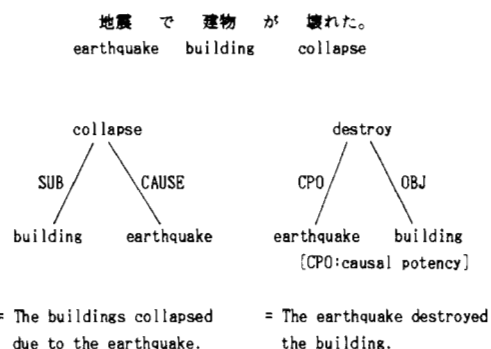 地震 で 建物 が 壊れた。
earthquake building collapse
collapse destroy
SUB CAUSE CPO OBJ
building earthquake earthquake building
[CPO:causal potency]
= The buildings collapsed = The earthquake destroyed
due to the earthquake. the building.